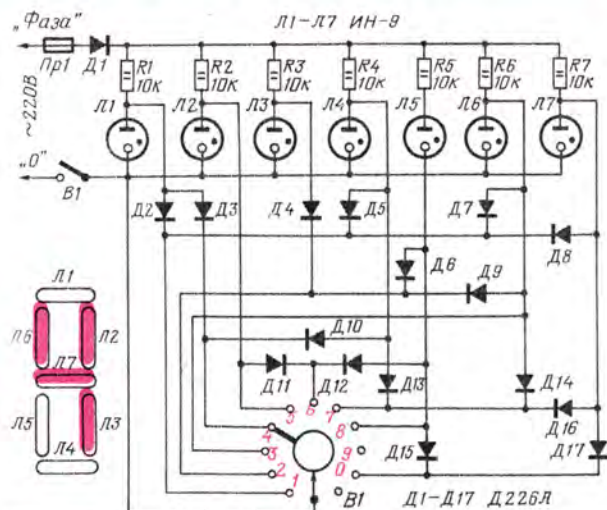 „Фаза" Л1-Л7 ИН-9
Пр1 Д1
R1 10к R2 10к R3 10к R4 10к R5 10к R6 10к R7 10к
~220В
Л1 Л2 Л3 Л4 Л5 Л6 Л7
„0"
В1
Д2 Д3 Д4 Д5 Д7
Д8
Д6 Д9
Л1
Д10
Л6 Л2
Л7
Д11 Д12 Д13 Д14
Д16
5 6 7
4 8
Л5 Л3
Л4
3 9
Д15 Д17
2 0
1 В1
Д1-Д17 Д226А